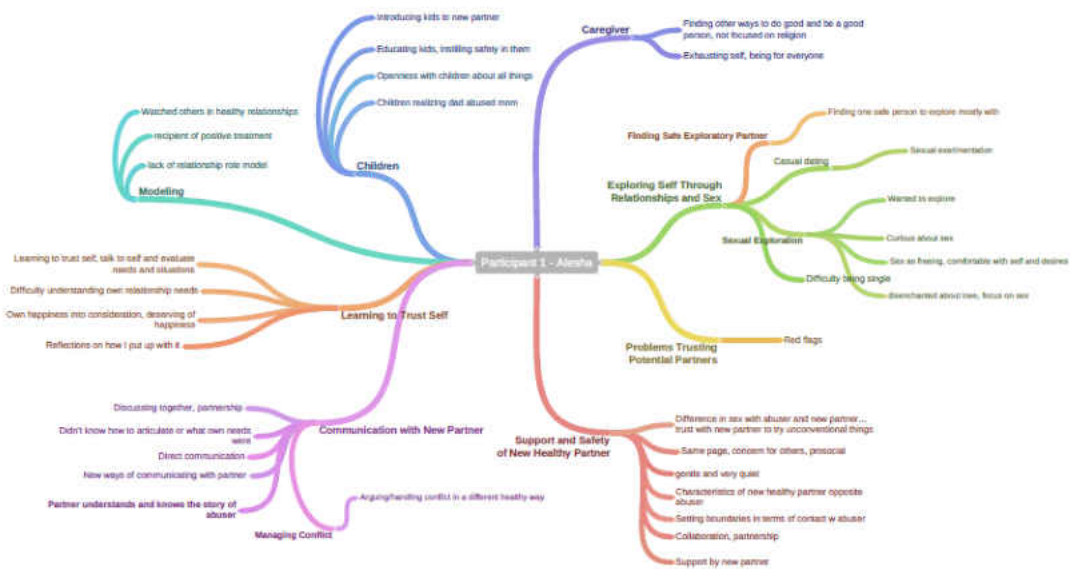 Introducing kids to new partner
Educating kids, instilling safety in them
Openness with children about all things
Children realizing dad abused mom
Children
Caregiver
Finding other ways to do good and be a good
person, not focused on religion
Exhausting self, being for everyone
Watched others in healthy relationships
recipient of positive treatment
lack of relationship role model
Modeling
Finding Safe Exploratory Partner
Finding one safe person to explore mostly with
Casual dating
Sexual exerimentation
Exploring Self Through
Relationships and Sex
Wanted to explore
Sexual Exploration
Curious about sex
Sex as freeing, comfortable with self and desires
disenchanted about love, focus on sex
Difficulty being single
Participant 1 - Alesha
Learning to trust self, talk to self and evaluate
needs and situations
Difficulty understanding own relationship needs
Own happiness into consideration, deserving of
happiness
Reflections on how I put up with it
Learning to Trust Self
Problems Trusting
Potential Partners
Red flags
Discussing together, partnership
Didn't know how to articulate or what own needs
were
Direct communication
New ways of communicating with partner
Partner understands and knows the story of
abuser
Communication with New Partner
Managing Conflict
Arguing/handling conflict in a different healthy way
Support and Safety
of New Healthy Partner
Difference in sex with abuser and new partner...
trust with new partner to try unconventional things
Same page, concern for others, prosocial
gentle and very quiet
Characteristics of new healthy partner opposite
abuser
Setting boundaries in terms of contact w abuser
Collaboration, partnership
Support by new partner